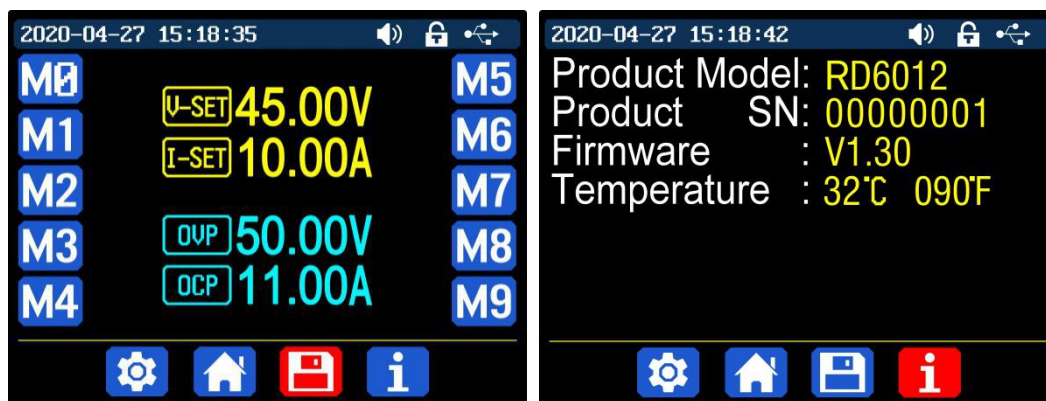 2020-04-27 15:18:35
M0 M5
V-SET 45.00V
M1 M6
I-SET 10.00A
M2 M7
OVP 50.00V
M3 M8
OCP 11.00A
M4 M9
i
2020-04-27 15:18:42
Product Model: RD6012
Product SN: 00000001
Firmware : V1.30
Temperature : 32℃ 090℉
i